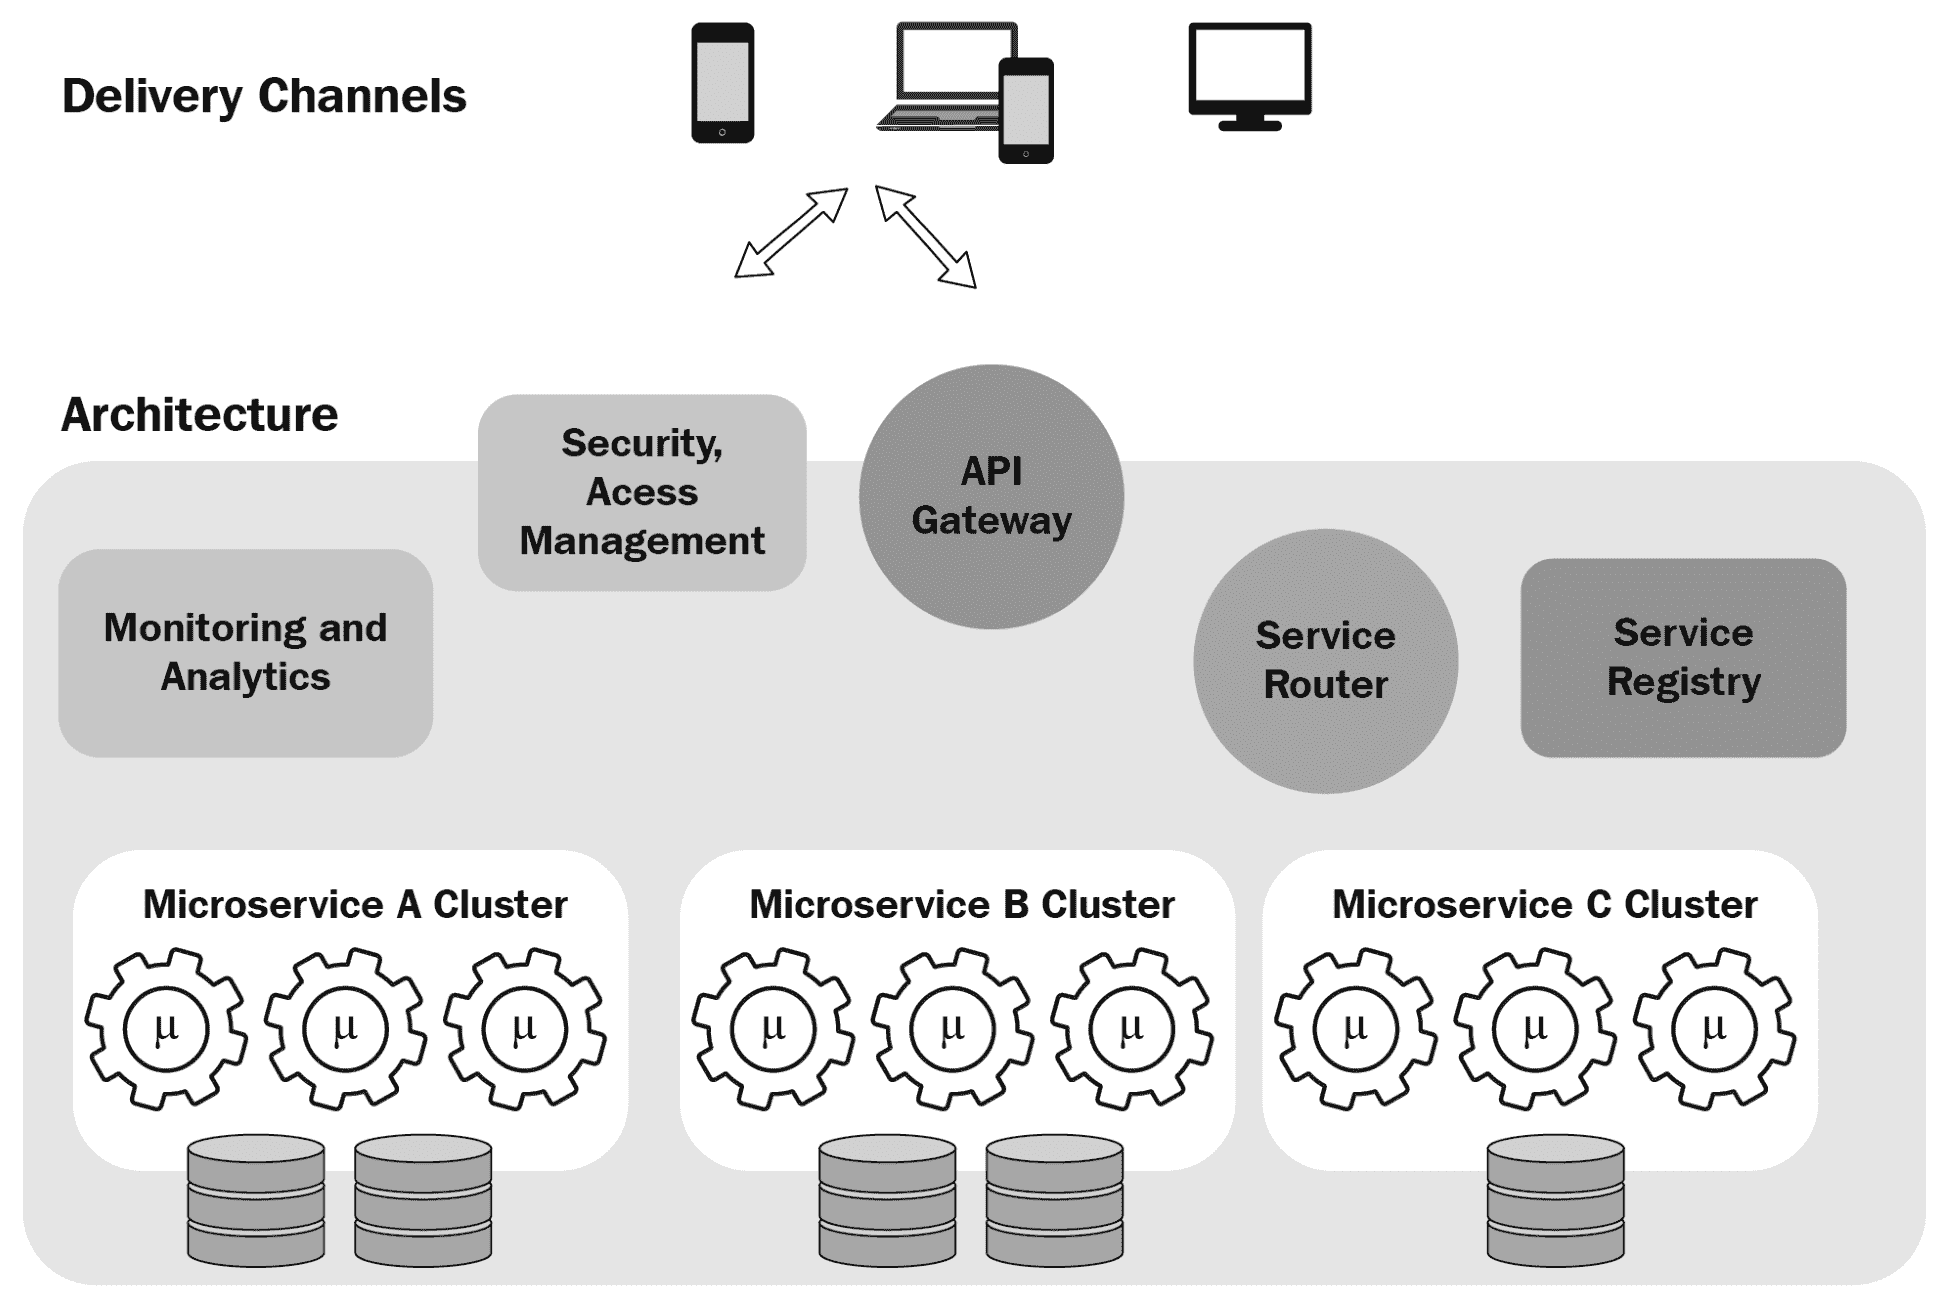 Delivery Channels
Architecture
Security,
Acess
Management
API
Gateway
Monitoring and
Analytics
Service
Router
Service
Registry
Microservice A Cluster
μ μ μ
Microservice B Cluster
μ μ μ
Microservice C Cluster
μ μ μ